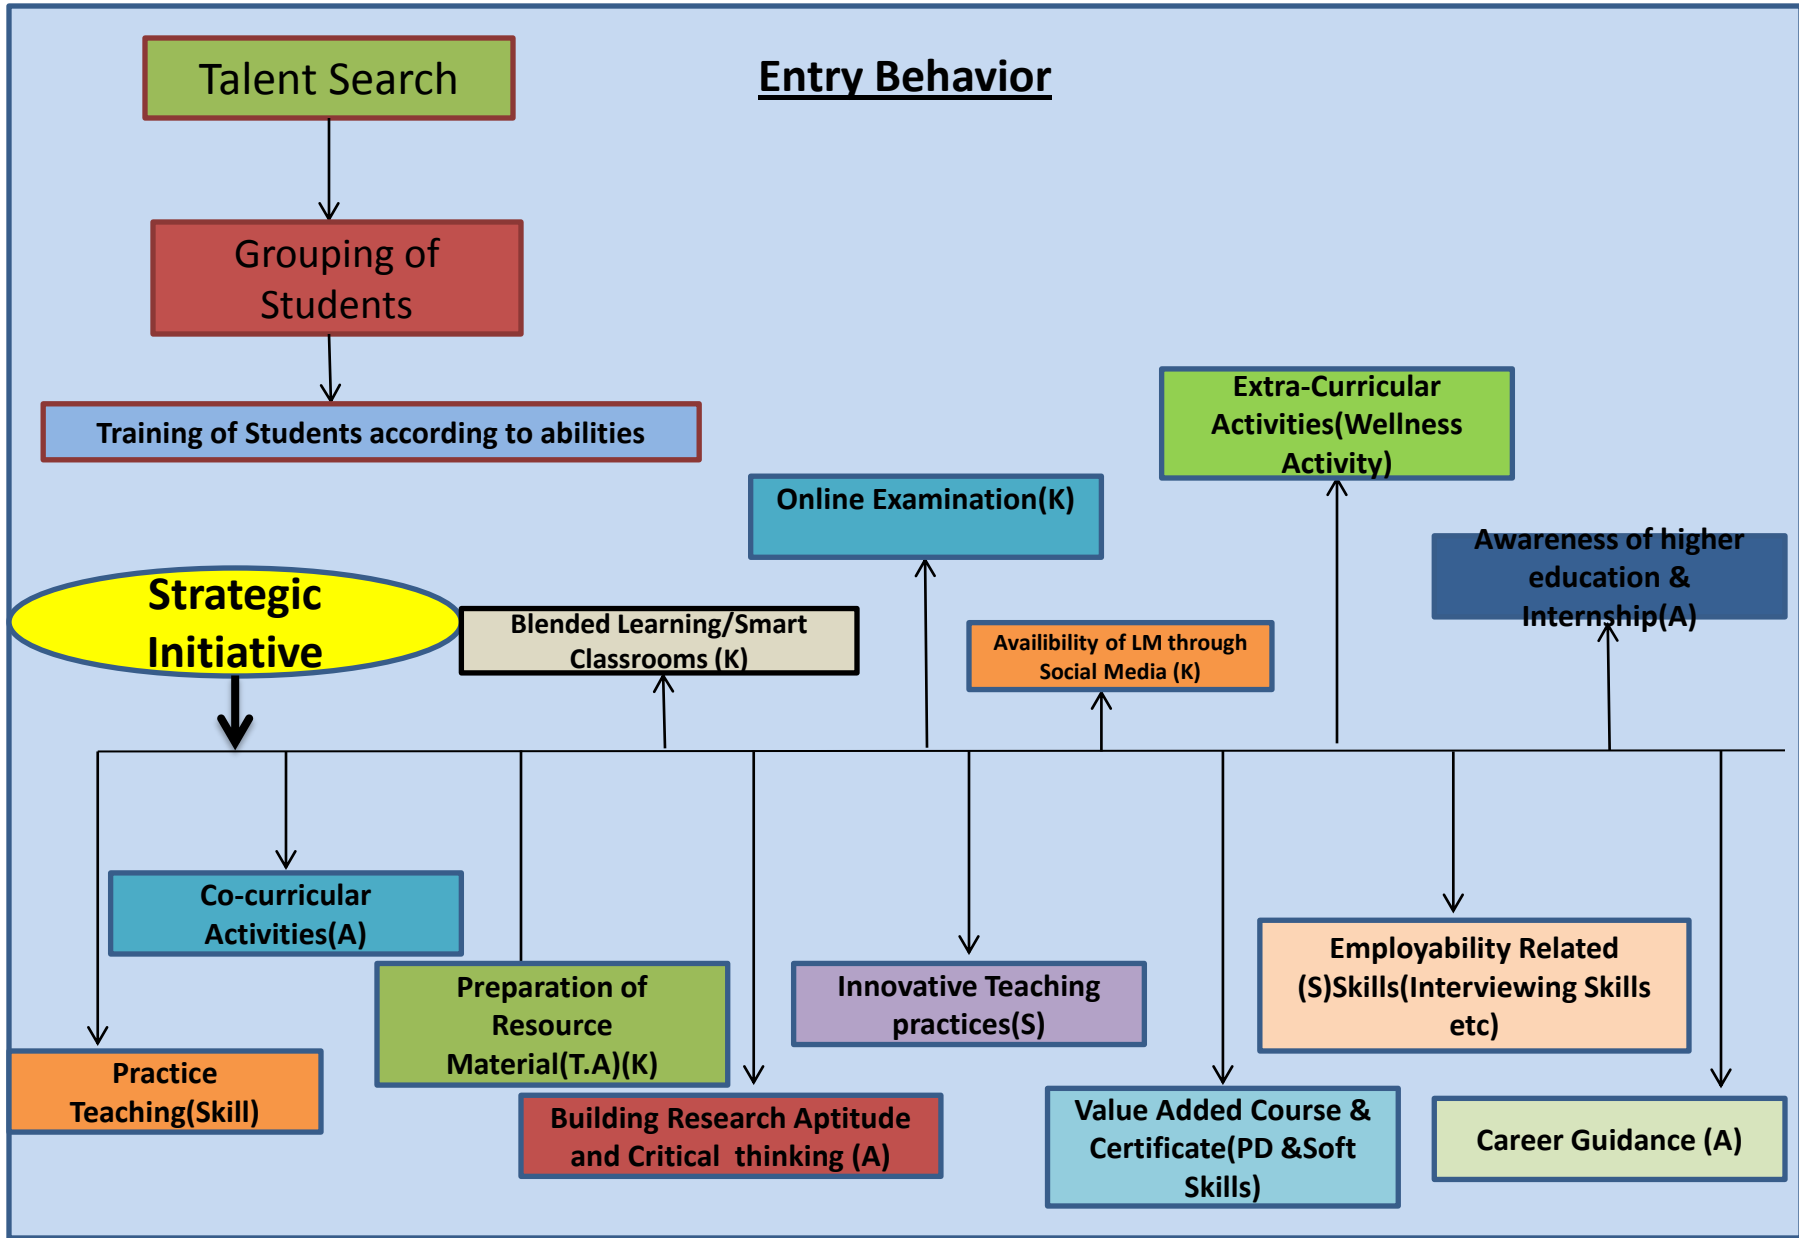 Talent Search
Entry Behavior
Grouping of
Students
Training of Students according to abilities
Extra-Curricular
Activities(Wellness
Activity)
Online Examination(K)
Awareness of higher
education &
Internship(A)
Strategic
Initiative
Blended Learning/Smart
Classrooms (K)
Availibility of LM through
Social Media (K)
Co-curricular
Activities(A)
Preparation of
Resource
Material(T.A)(K)
Innovative Teaching
practices(S)
Employability Related
(S)Skills(Interviewing Skills
etc)
Practice
Teaching(Skill)
Building Research Aptitude
and Critical thinking (A)
Value Added Course &
Certificate(PD &Soft
Skills)
Career Guidance (A)